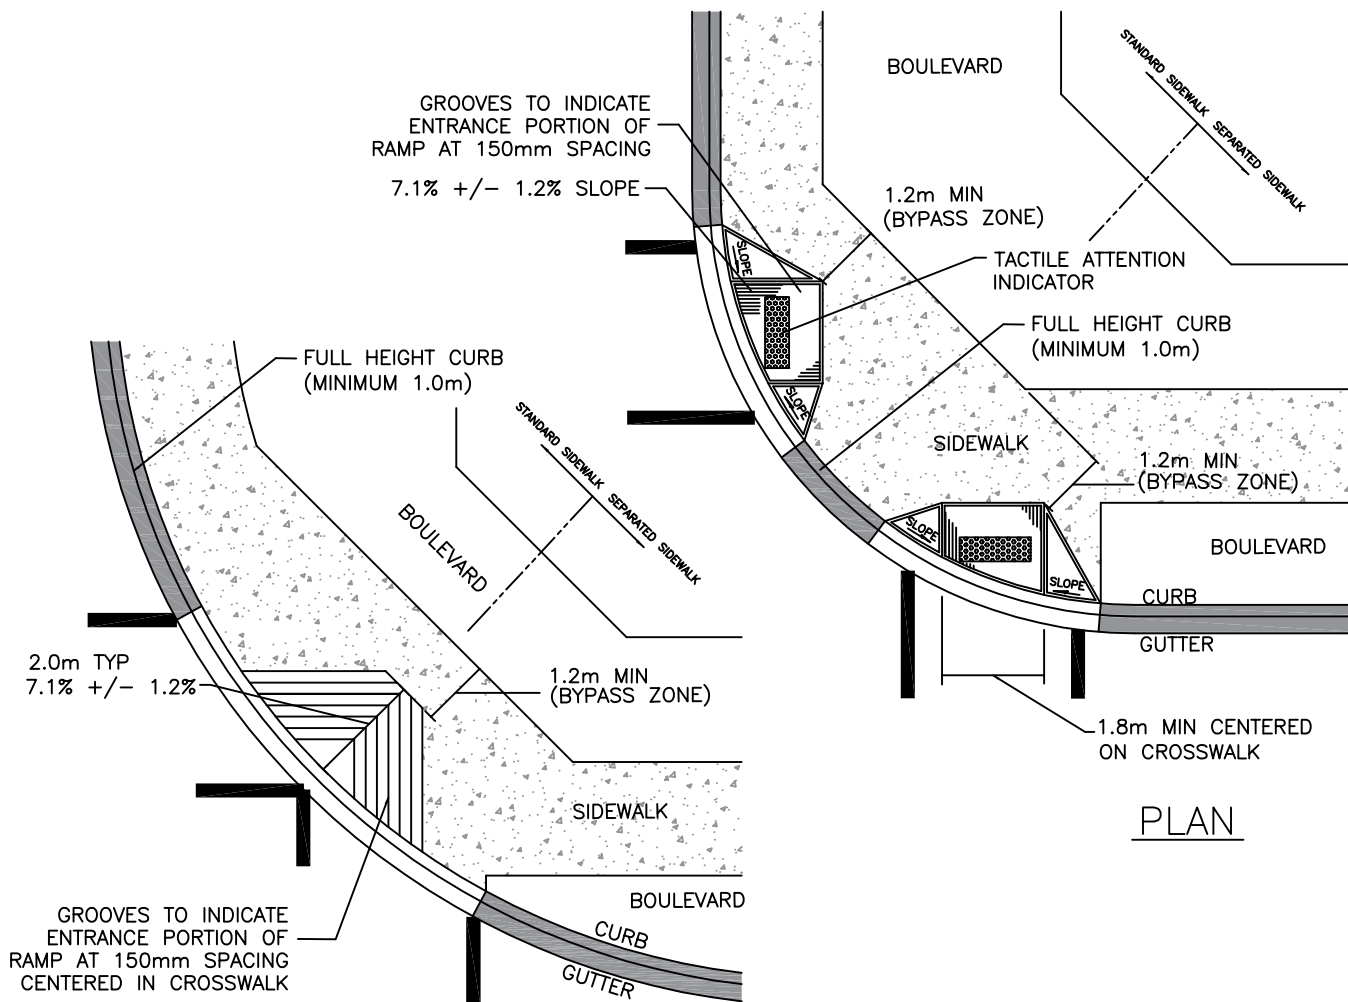 BOULEVARD
STANDARD SIDEWALK
SEPARATED SIDEWALK
GROOVES TO INDICATE
ENTRANCE PORTION OF
RAMP AT 150mm SPACING
7.1% +/- 1.2% SLOPE
1.2m MIN
(BYPASS ZONE)
SLOPE
TACTILE ATTENTION
INDICATOR
FULL HEIGHT CURB
(MINIMUM 1.0m)
SLOPE
SIDEWALK
1.2m MIN
(BYPASS ZONE)
SLOPE
SLOPE
BOULEVARD
CURB
GUTTER
1.8m MIN CENTERED
ON CROSSWALK
PLAN
FULL HEIGHT CURB
(MINIMUM 1.0m)
STANDARD SIDEWALK
SEPARATED SIDEWALK
BOULEVARD
2.0m TYP
7.1% +/- 1.2%
1.2m MIN
(BYPASS ZONE)
SIDEWALK
BOULEVARD
CURB
GUTTER
GROOVES TO INDICATE
ENTRANCE PORTION OF
RAMP AT 150mm SPACING
CENTERED IN CROSSWALK